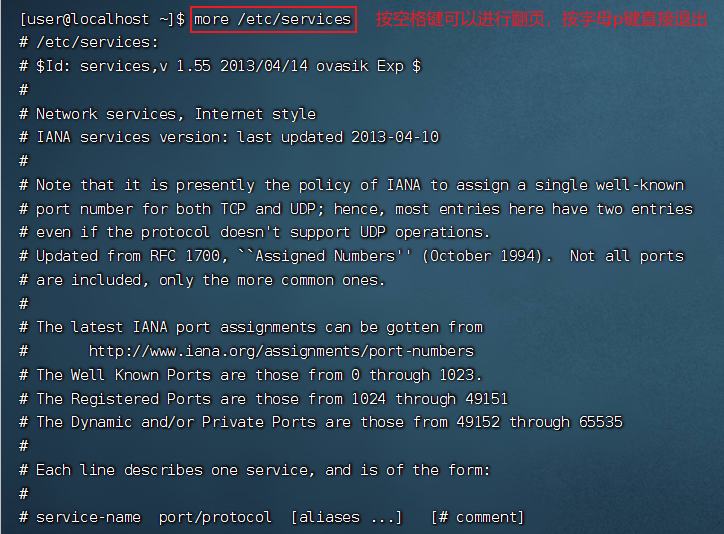 [user@localhost ~]$ more /etc/services 按空格键可以进行翻页，按字母p键直接退出
# /etc/services:
# $Id: services,v 1.55 2013/04/14 ovasik Exp $
#
# Network services, Internet style
# IANA services version: last updated 2013-04-10
#
# Note that it is presently the policy of IANA to assign a single well-known
# port number for both TCP and UDP; hence, most entries here have two entries
# even if the protocol doesn't support UDP operations.
# Updated from RFC 1700, ``Assigned Numbers'' (October 1994).  Not all ports
# are included, only the more common ones.
#
# The latest IANA port assignments can be gotten from
#       http://www.iana.org/assignments/port-numbers
# The Well Known Ports are those from 0 through 1023.
# The Registered Ports are those from 1024 through 49151
# The Dynamic and/or Private Ports are those from 49152 through 65535
#
# Each line describes one service, and is of the form:
#
# service-name  port/protocol  [aliases ...]   [# comment]